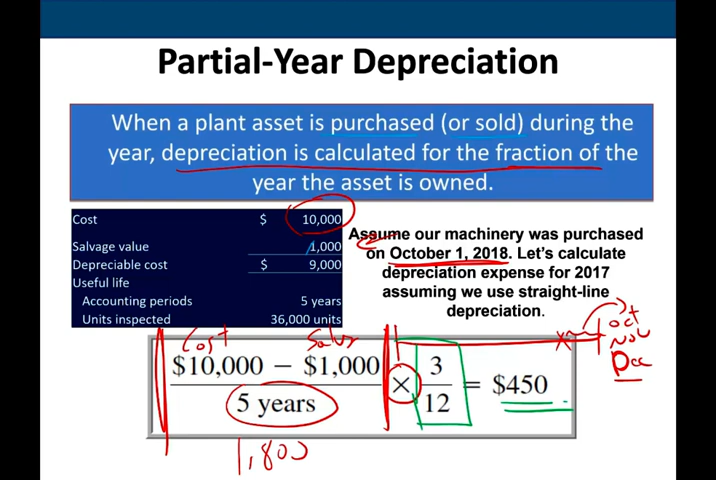 Partial-Year Depreciation
When a plant asset is purchased (or sold) during the
year, depreciation is calculated for the fraction of the
year the asset is owned.
Cost $ 10,000
Salvage value 1,000
Depreciable cost $ 9,000
Useful life
Accounting periods 5 years
Units inspected 36,000 units
Assume our machinery was purchased
on October 1, 2018. Let's calculate
depreciation expense for 2017
assuming we use straight-line
depreciation.
oct
Nov
Dec
Cost
$10,000 − $1,000
5 years
× 3
12
= $450
1,800